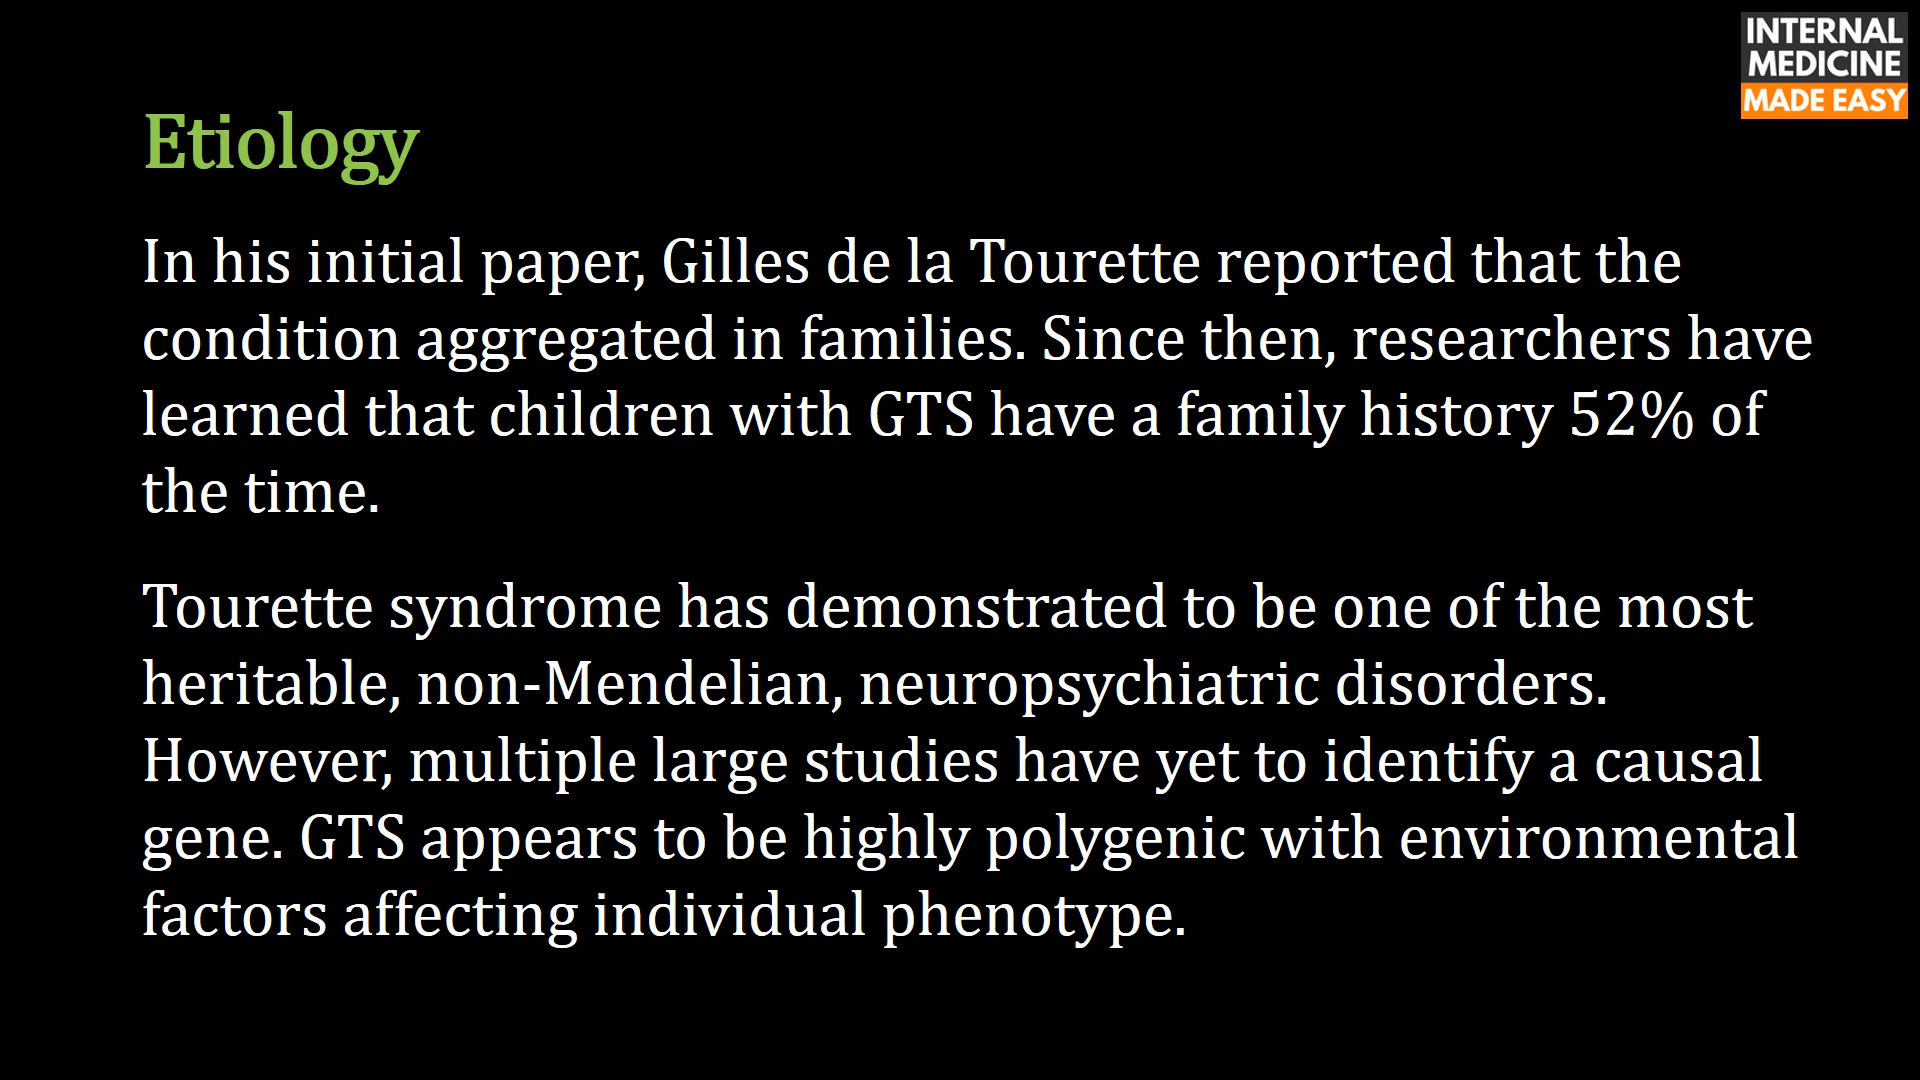 INTERNAL
MEDICINE
MADE EASY
Etiology
In his initial paper, Gilles de la Tourette reported that the
condition aggregated in families. Since then, researchers have
learned that children with GTS have a family history 52% of
the time.
Tourette syndrome has demonstrated to be one of the most
heritable, non-Mendelian, neuropsychiatric disorders.
However, multiple large studies have yet to identify a causal
gene. GTS appears to be highly polygenic with environmental
factors affecting individual phenotype.